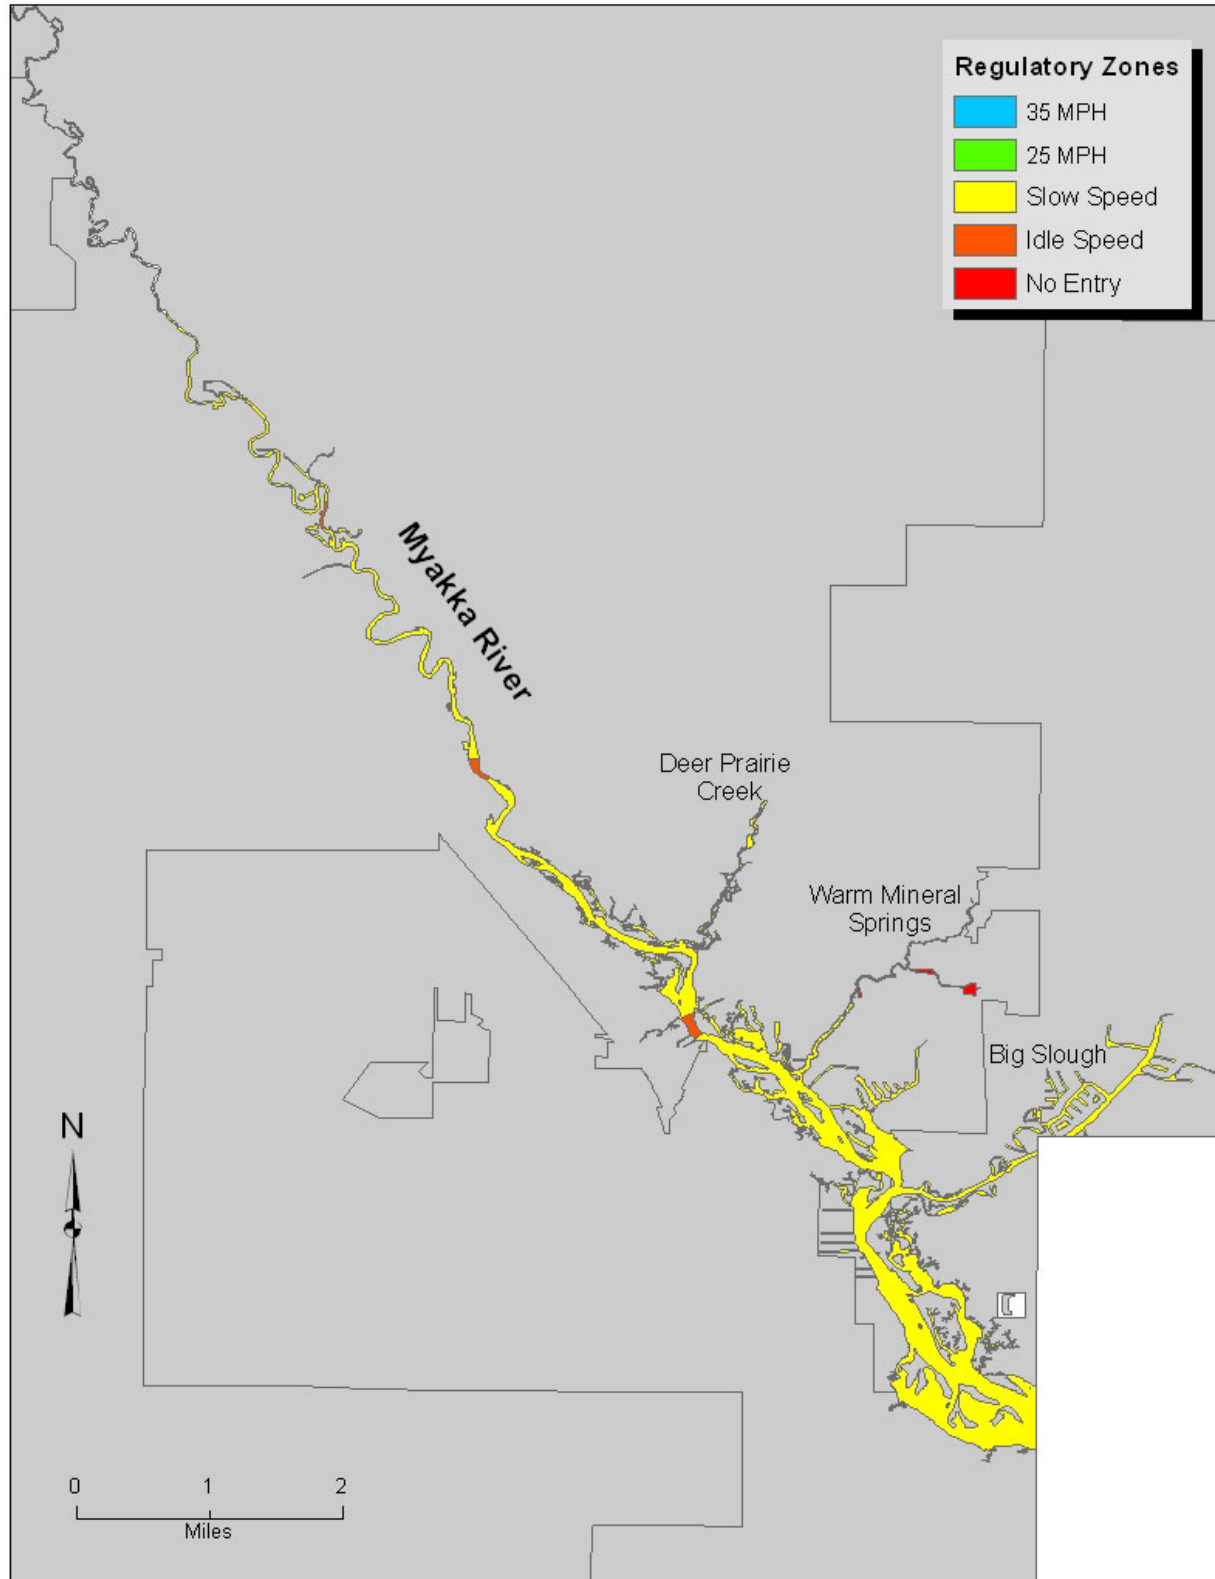 Regulatory Zones
35 MPH
25 MPH
Slow Speed
Idle Speed
No Entry
Myakka River
Deer Prairie
Creek
Warm Mineral
Springs
Big Slough
N
0 1 2
Miles